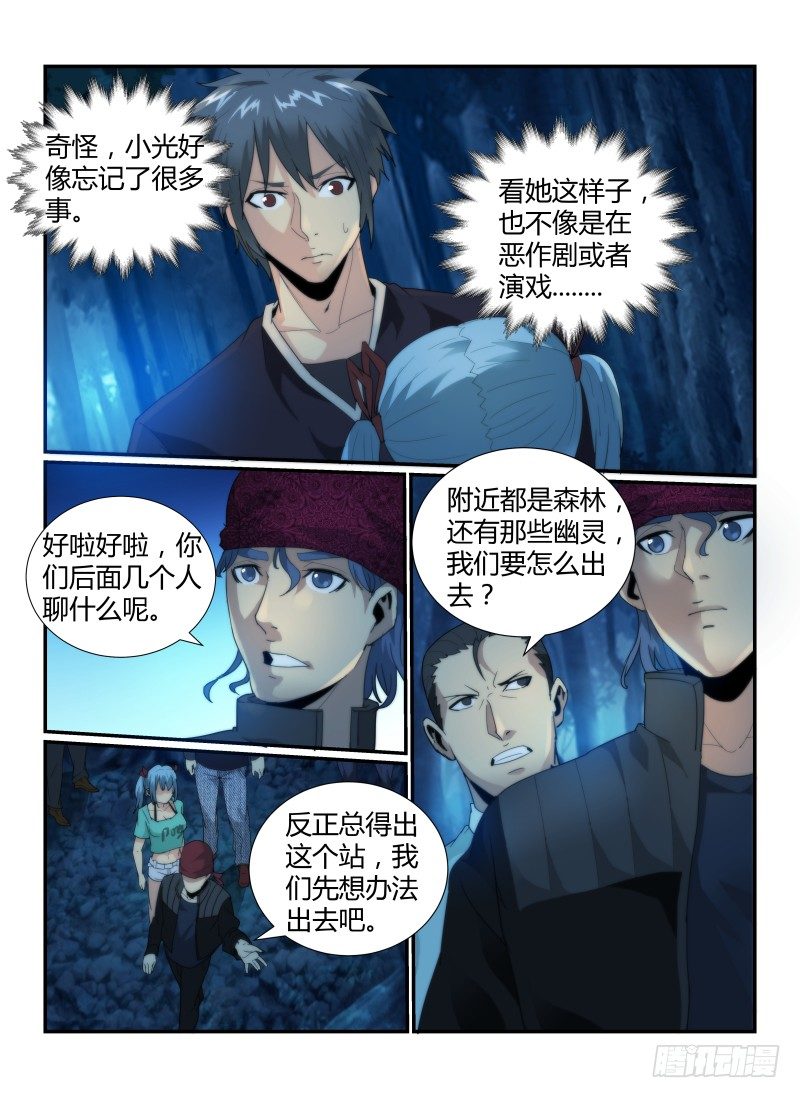 奇怪，小光好
像忘记了很多
事。
看她这样子，
也不像是在
恶作剧或者
演戏........
好啦好啦，你
们后面几个人
聊什么呢。
反正总得出
这个站，我
们先想办法
出去吧。
附近都是森林，
还有那些幽灵，
我们要怎么出
去？
腾讯动漫